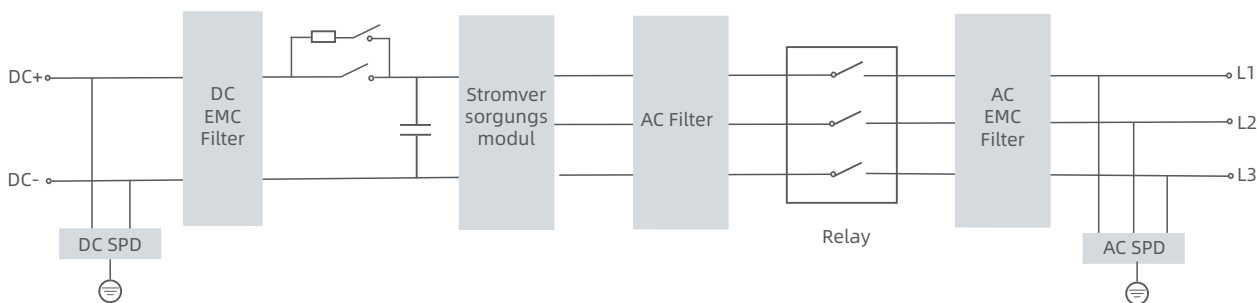 DC+
DC-
DC SPD
DC
EMC
Filter
Stromver
sorgungs
modul
AC Filter
Relay
AC
EMC
Filter
L1
L2
L3
AC SPD